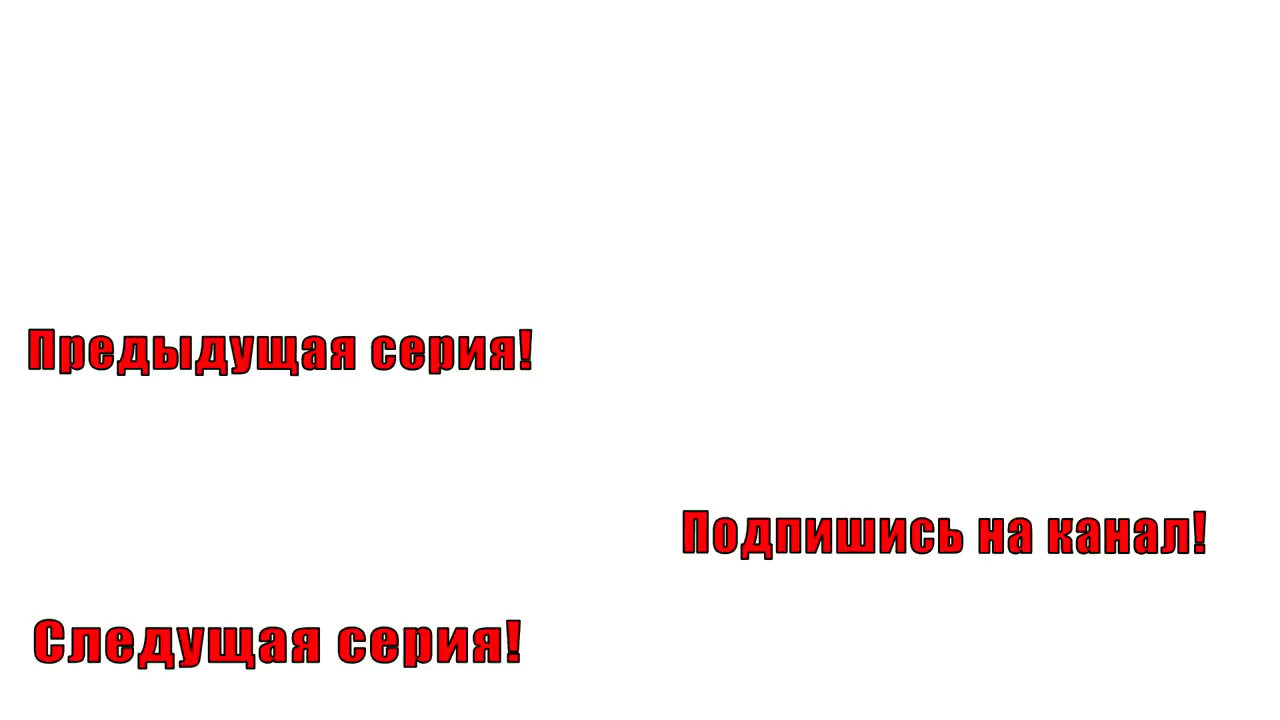 Предыдущая серия!
Подпишись на канал!
Следущая серия!